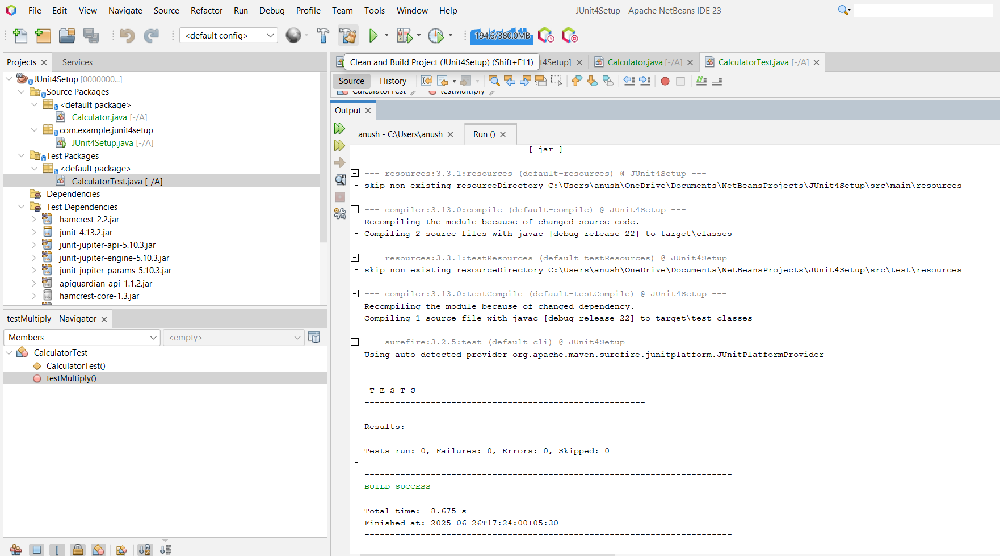 File Edit View Navigate Source Refactor Run Debug Profile Team Tools Window Help
JUnit4Setup - Apache NetBeans IDE 23
<default config>
194.6/380.0MB
Projects
Services
Clean and Build Project (JUnit4Setup) (Shift+F11)
t4Setup]
Calculator.java [-/A]
CalculatorTest.java [-/A]
Source History
CalculatorTest testMultiply
JUnit4Setup [0000000...]
Source Packages
<default package>
Calculator.java [-/A]
com.example.junit4setup
JUnit4Setup.java [-/A]
Test Packages
<default package>
CalculatorTest.java [-/A]
Dependencies
Test Dependencies
hamcrest-2.2.jar
junit-4.13.2.jar
junit-jupiter-api-5.10.3.jar
junit-jupiter-engine-5.10.3.jar
junit-jupiter-params-5.10.3.jar
apiguardian-api-1.1.2.jar
hamcrest-core-1.3.jar
testMultiply - Navigator
Members
<empty>
CalculatorTest
CalculatorTest()
testMultiply()
Output
anush - C:\Users\anush
Run ()
--------------------------------[ jar ]---------------------------------
--- resources:3.3.1:resources (default-resources) @ JUnit4Setup ---
skip non existing resourceDirectory C:\Users\anush\OneDrive\Documents\NetBeansProjects\JUnit4Setup\src\main\resources
--- compiler:3.13.0:compile (default-compile) @ JUnit4Setup ---
Recompiling the module because of changed source code.
Compiling 2 source files with javac [debug release 22] to target\classes
--- resources:3.3.1:testResources (default-testResources) @ JUnit4Setup ---
skip non existing resourceDirectory C:\Users\anush\OneDrive\Documents\NetBeansProjects\JUnit4Setup\src\test\resources
--- compiler:3.13.0:testCompile (default-testCompile) @ JUnit4Setup ---
Recompiling the module because of changed dependency.
Compiling 1 source file with javac [debug release 22] to target\test-classes
--- surefire:3.2.5:test (default-cli) @ JUnit4Setup ---
Using auto detected provider org.apache.maven.surefire.junitplatform.JUnitPlatformProvider
-------------------------------------------------------
T E S T S
-------------------------------------------------------
Results:
Tests run: 0, Failures: 0, Errors: 0, Skipped: 0
------------------------------------------------------------------------
BUILD SUCCESS
------------------------------------------------------------------------
Total time:  8.675 s
Finished at: 2025-06-26T17:24:00+05:30
------------------------------------------------------------------------